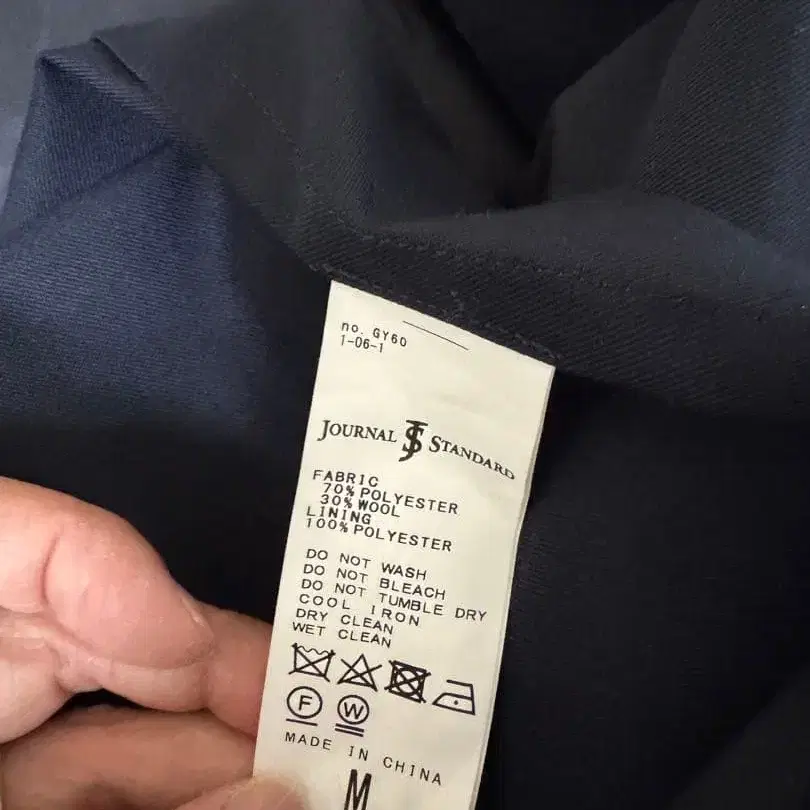 no. GY60
1-06-1
JOURNAL JS STANDARD
FABRIC
70% POLYESTER
30% WOOL
LINING
100% POLYESTER
DO NOT WASH
DO NOT BLEACH
DO NOT TUMBLE DRY
COOL IRON
DRY CLEAN
WET CLEAN
F W
MADE IN CHINA
M